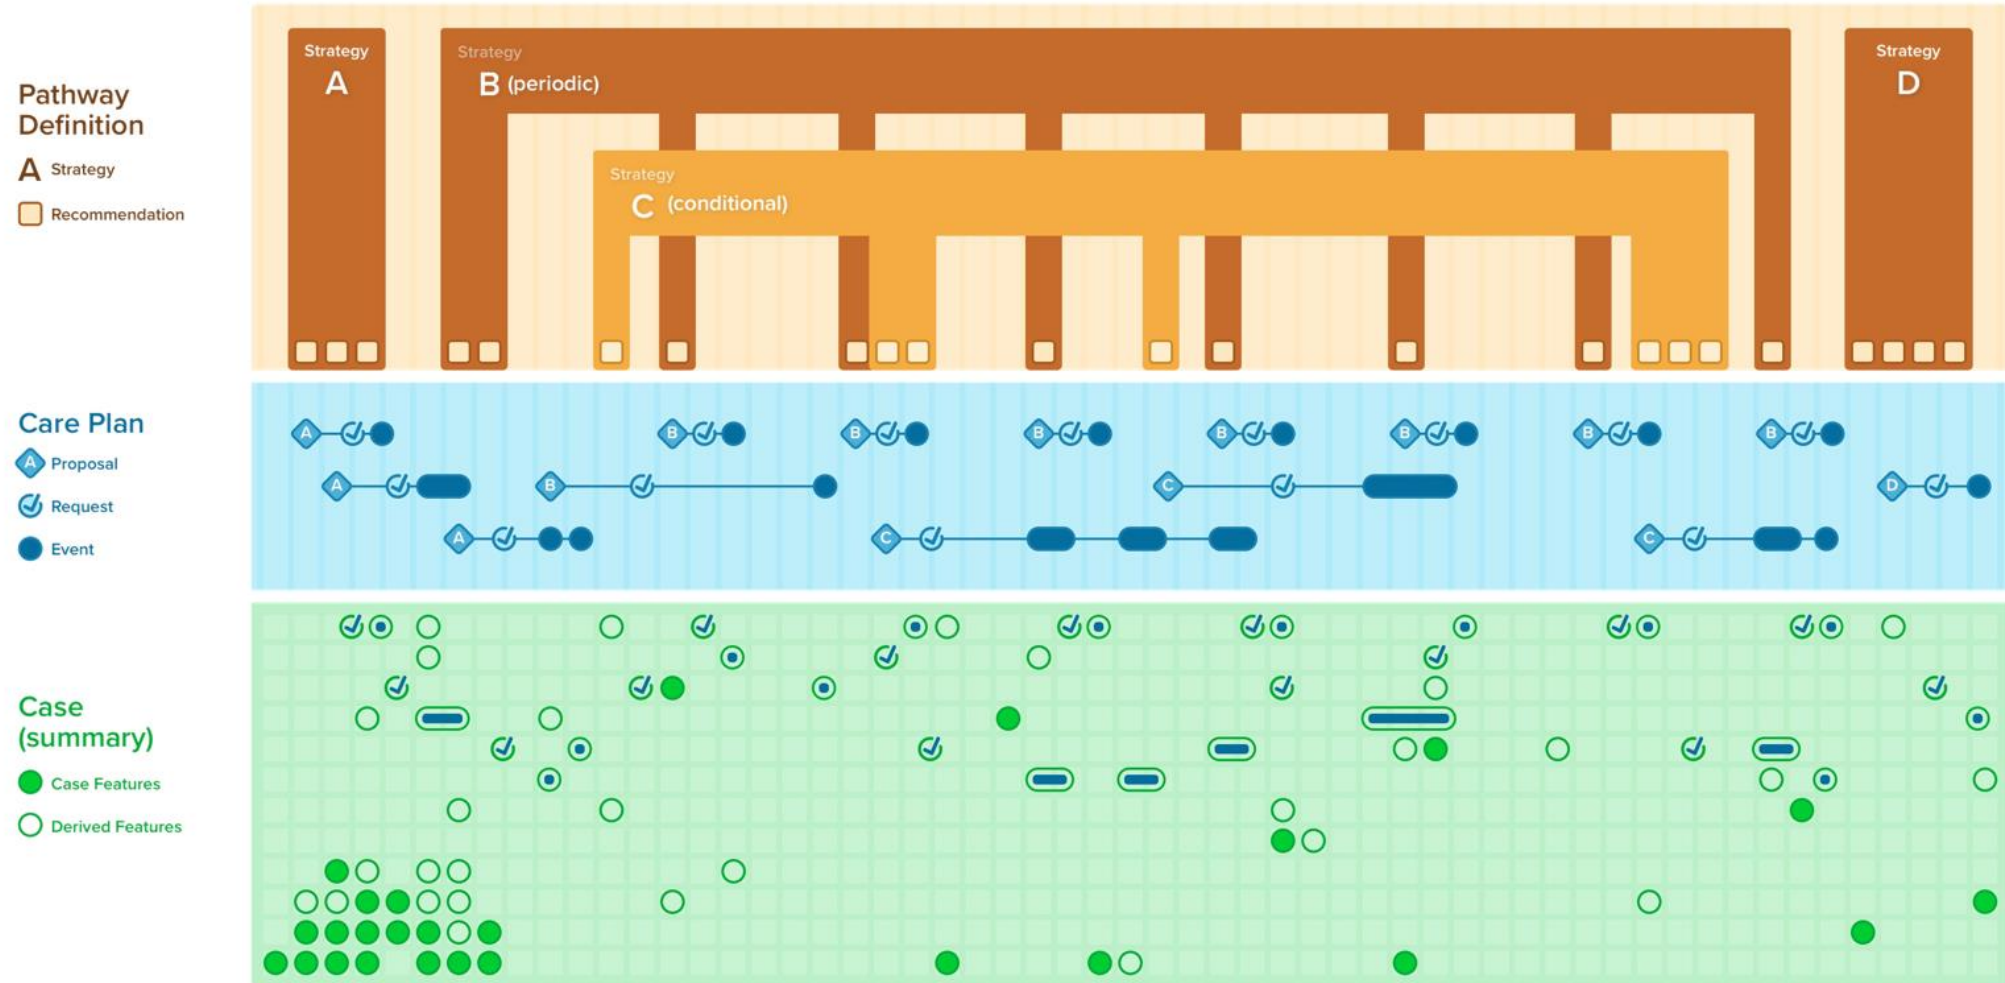 Pathway
Definition
A Strategy
Recommendation
Strategy
A
Strategy
B (periodic)
Strategy
C (conditional)
Strategy
D
Care Plan
A Proposal
Request
Event
A B B B B B B B
A B C D
A C C
Case
(summary)
Case Features
Derived Features